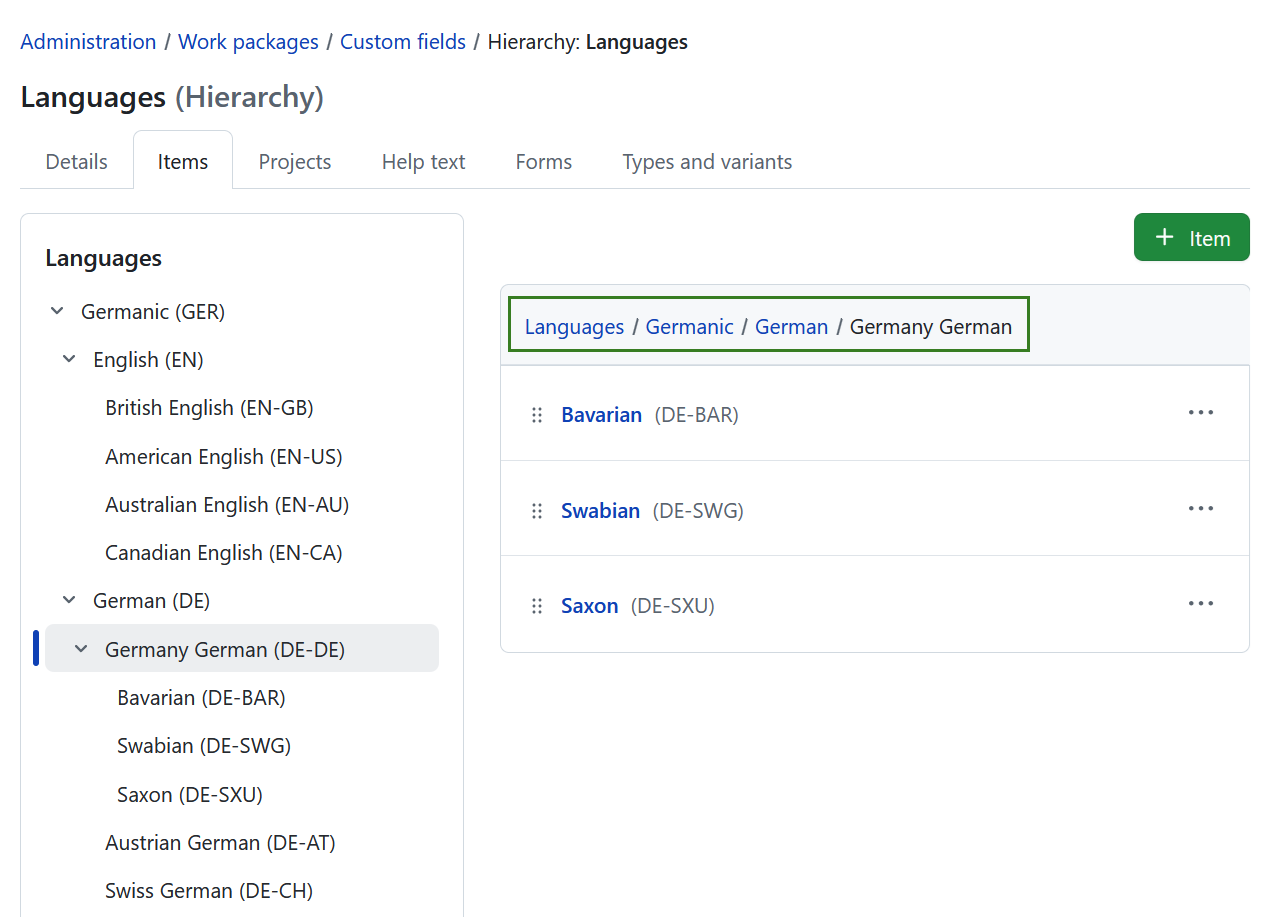 Administration / Work packages / Custom fields / Hierarchy: Languages
Languages (Hierarchy)
Details Items Projects Help text Forms Types and variants
Languages
Germanic (GER)
English (EN)
British English (EN-GB)
American English (EN-US)
Australian English (EN-AU)
Canadian English (EN-CA)
German (DE)
Germany German (DE-DE)
Bavarian (DE-BAR)
Swabian (DE-SWG)
Saxon (DE-SXU)
Austrian German (DE-AT)
Swiss German (DE-CH)
+ Item
Languages / Germanic / German / Germany German
Bavarian (DE-BAR)
Swabian (DE-SWG)
Saxon (DE-SXU)